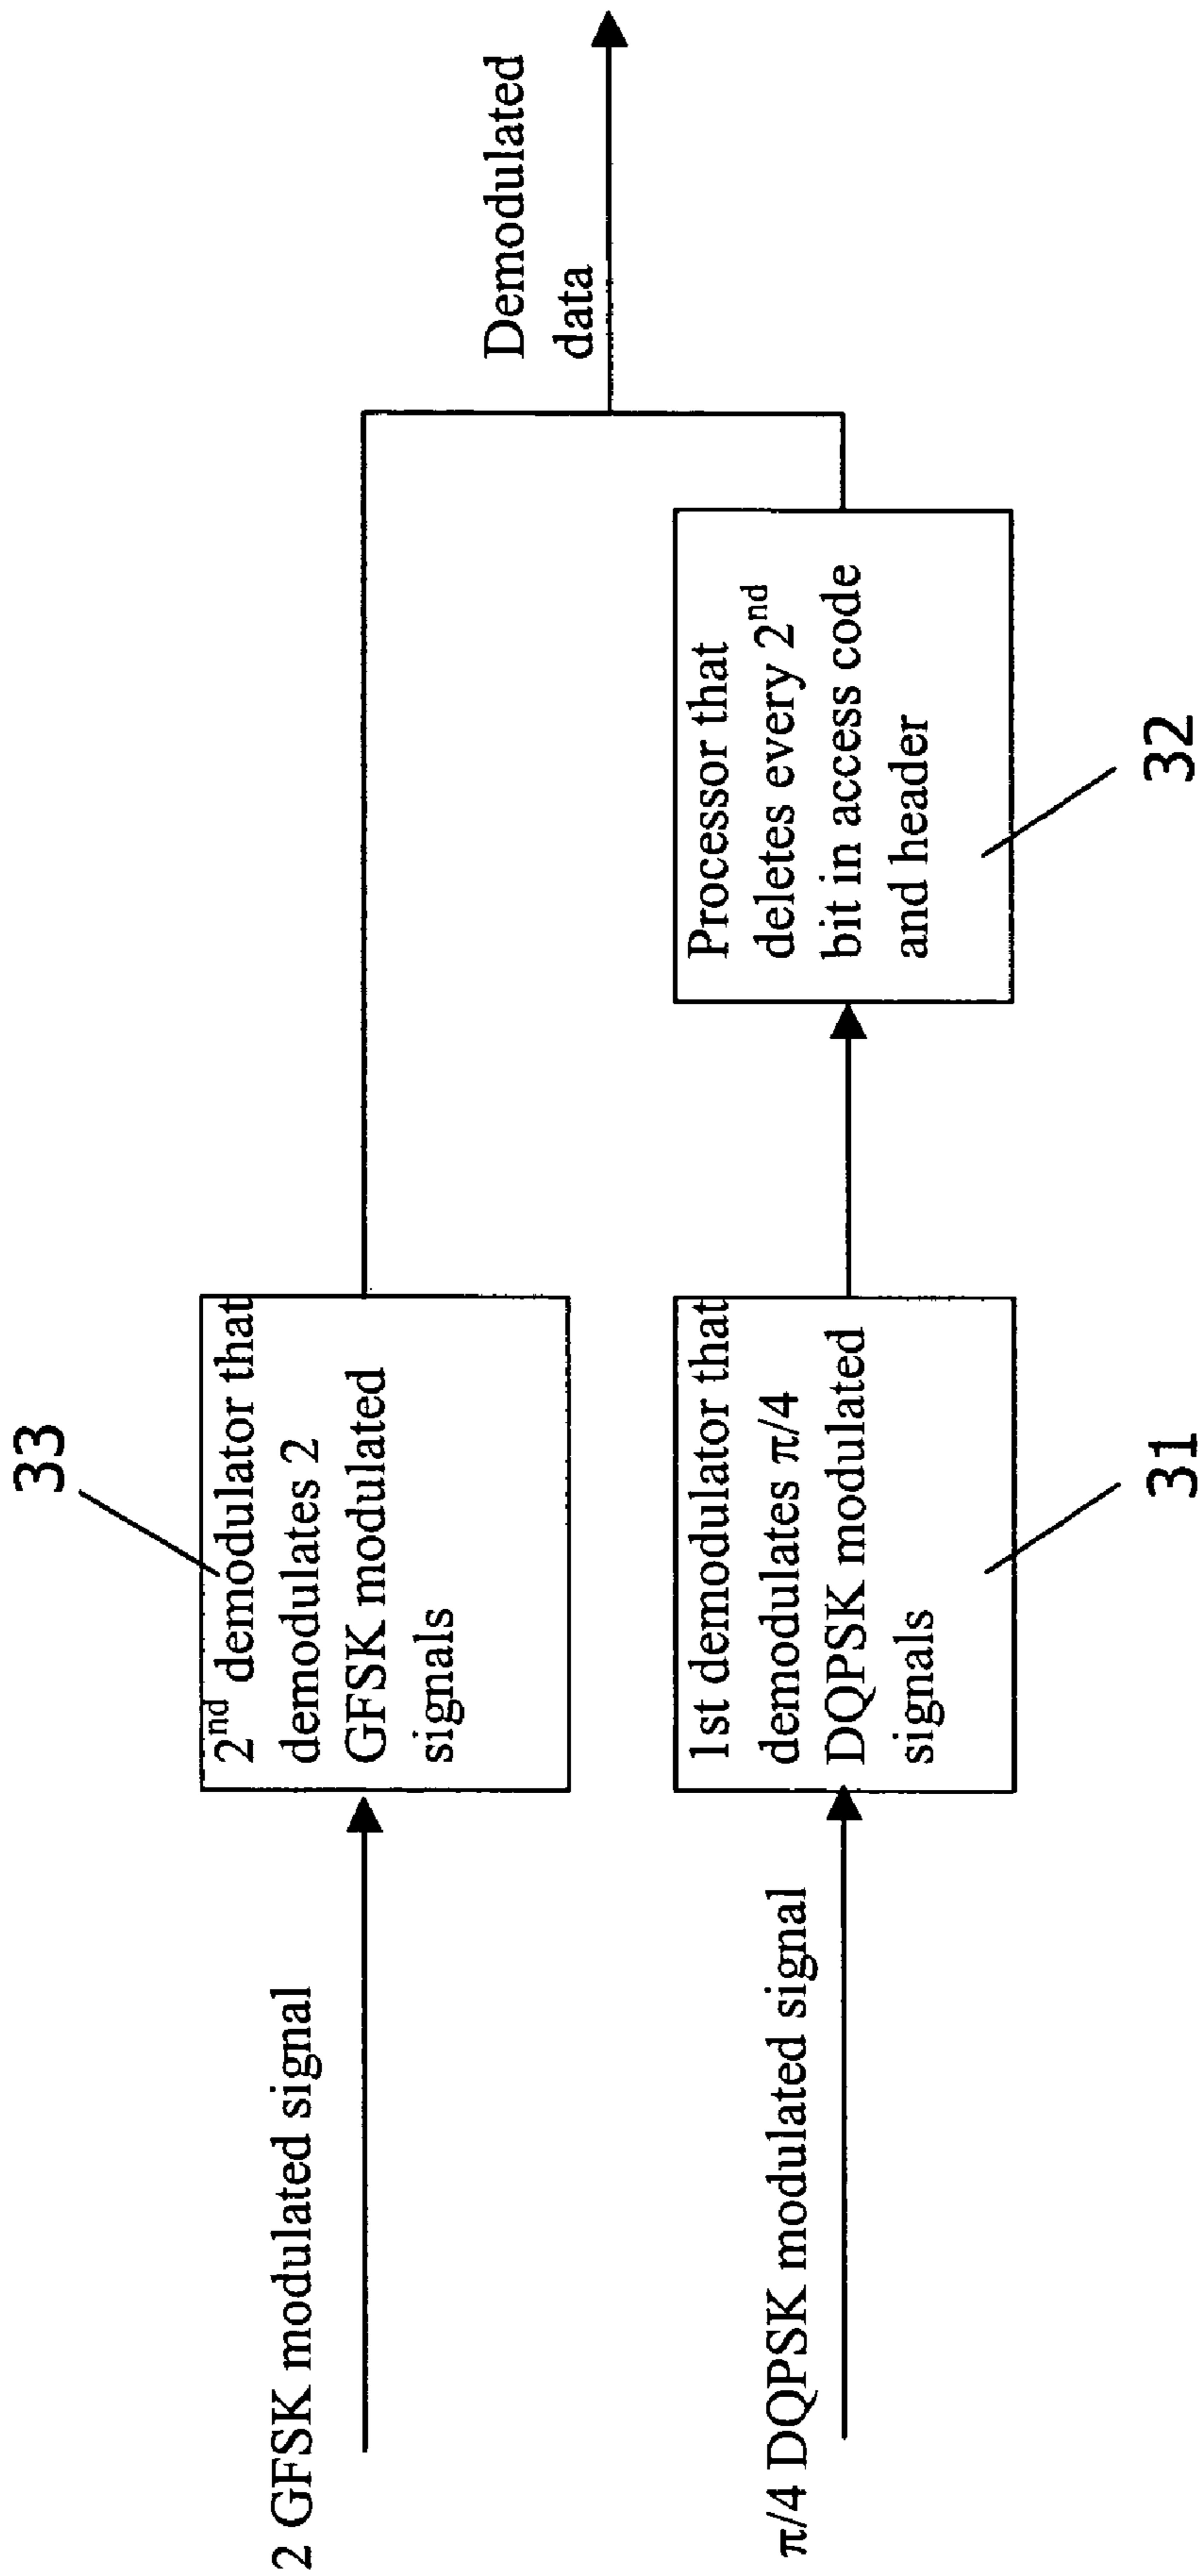 2 GFSK modulated signal
33
2nd demodulator that
demodulates 2
GFSK modulated
signals
Demodulated
data
π/4 DQPSK modulated signal
1st demodulator that
demodulates π/4
DQPSK modulated
signals
31
Processor that
deletes every 2nd
bit in access code
and header
32